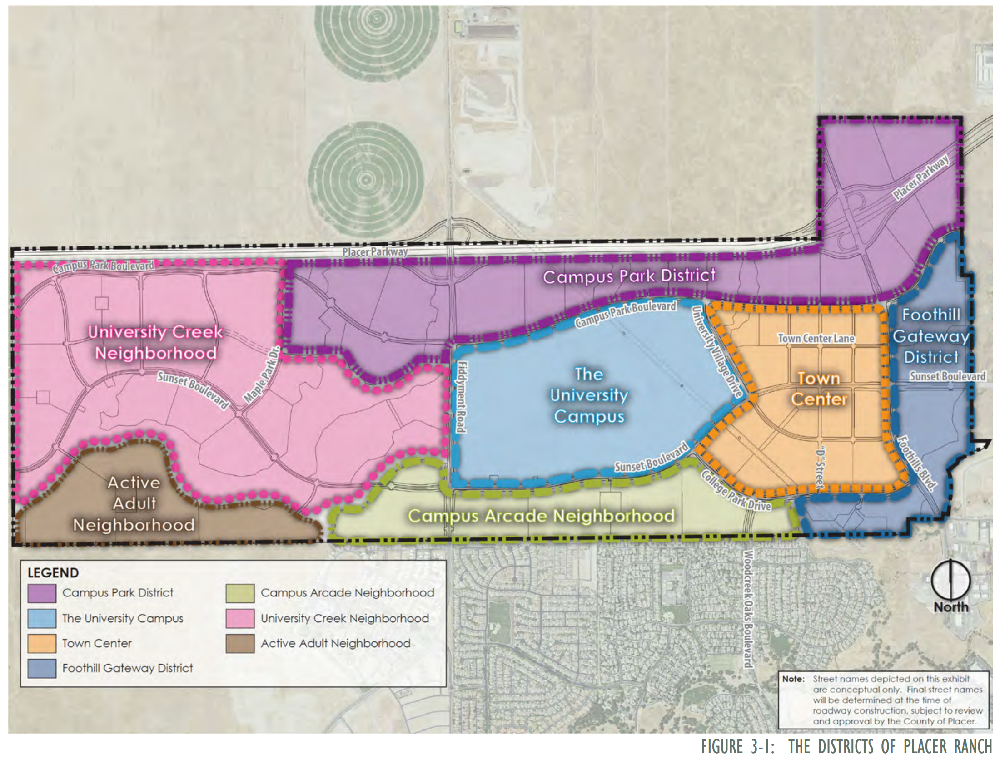 Placer Parkway
Placer Parkway
Campus Park Boulevard
Campus Park District
Campus Park Boulevard
University Village Drive
Foothill
Gateway
District
University Creek
Neighborhood
Town Center Lane
Maple Park Dr.
Sunset Boulevard
Fiddyment Road
The
University
Campus
Town
Center
Sunset Boulevard
Sunset Boulevard
"D" Street
Foothills Blvd.
College Park Drive
Active
Adult
Neighborhood
Campus Arcade Neighborhood
Woodcreek Oaks Boulevard
North
LEGEND
Campus Park District
The University Campus
Town Center
Foothill Gateway District
Campus Arcade Neighborhood
University Creek Neighborhood
Active Adult Neighborhood
Note: Street names depicted on this exhibit
are conceptual only. Final street names
will be determined at the time of
roadway construction, subject to review
and approval by the County of Placer.
FIGURE 3-1: THE DISTRICTS OF PLACER RANCH